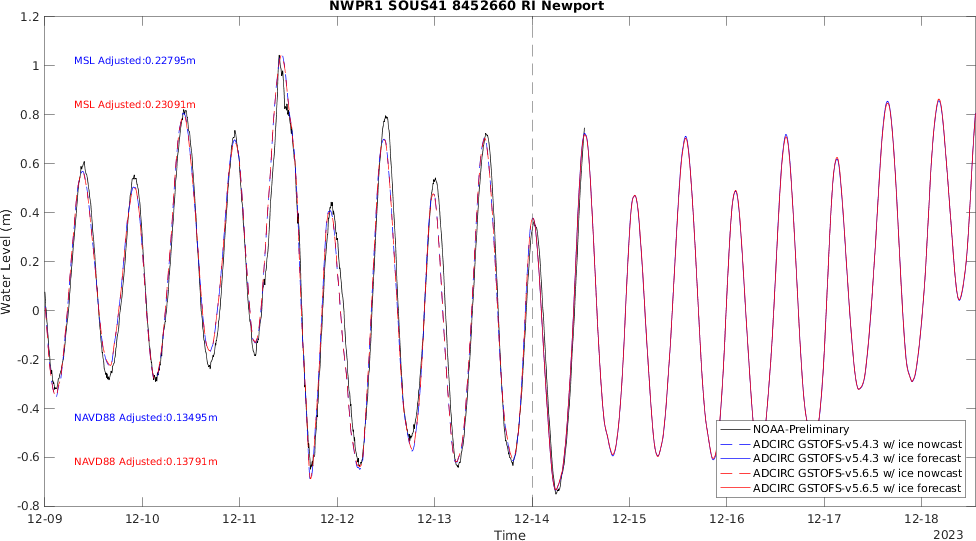 NWPR1 SOUS41 8452660 RI Newport
1.2
1
0.8
0.6
0.4
0.2
0
-0.2
-0.4
-0.6
-0.8
Water Level (m)
MSL Adjusted:0.22795m
MSL Adjusted:0.23091m
NAVD88 Adjusted:0.13495m
NAVD88 Adjusted:0.13791m
NOAA-Preliminary
ADCIRC GSTOFS-v5.4.3 w/ ice nowcast
ADCIRC GSTOFS-v5.4.3 w/ ice forecast
ADCIRC GSTOFS-v5.6.5 w/ ice nowcast
ADCIRC GSTOFS-v5.6.5 w/ ice forecast
12-09 12-10 12-11 12-12 12-13 12-14 12-15 12-16 12-17 12-18
Time
2023